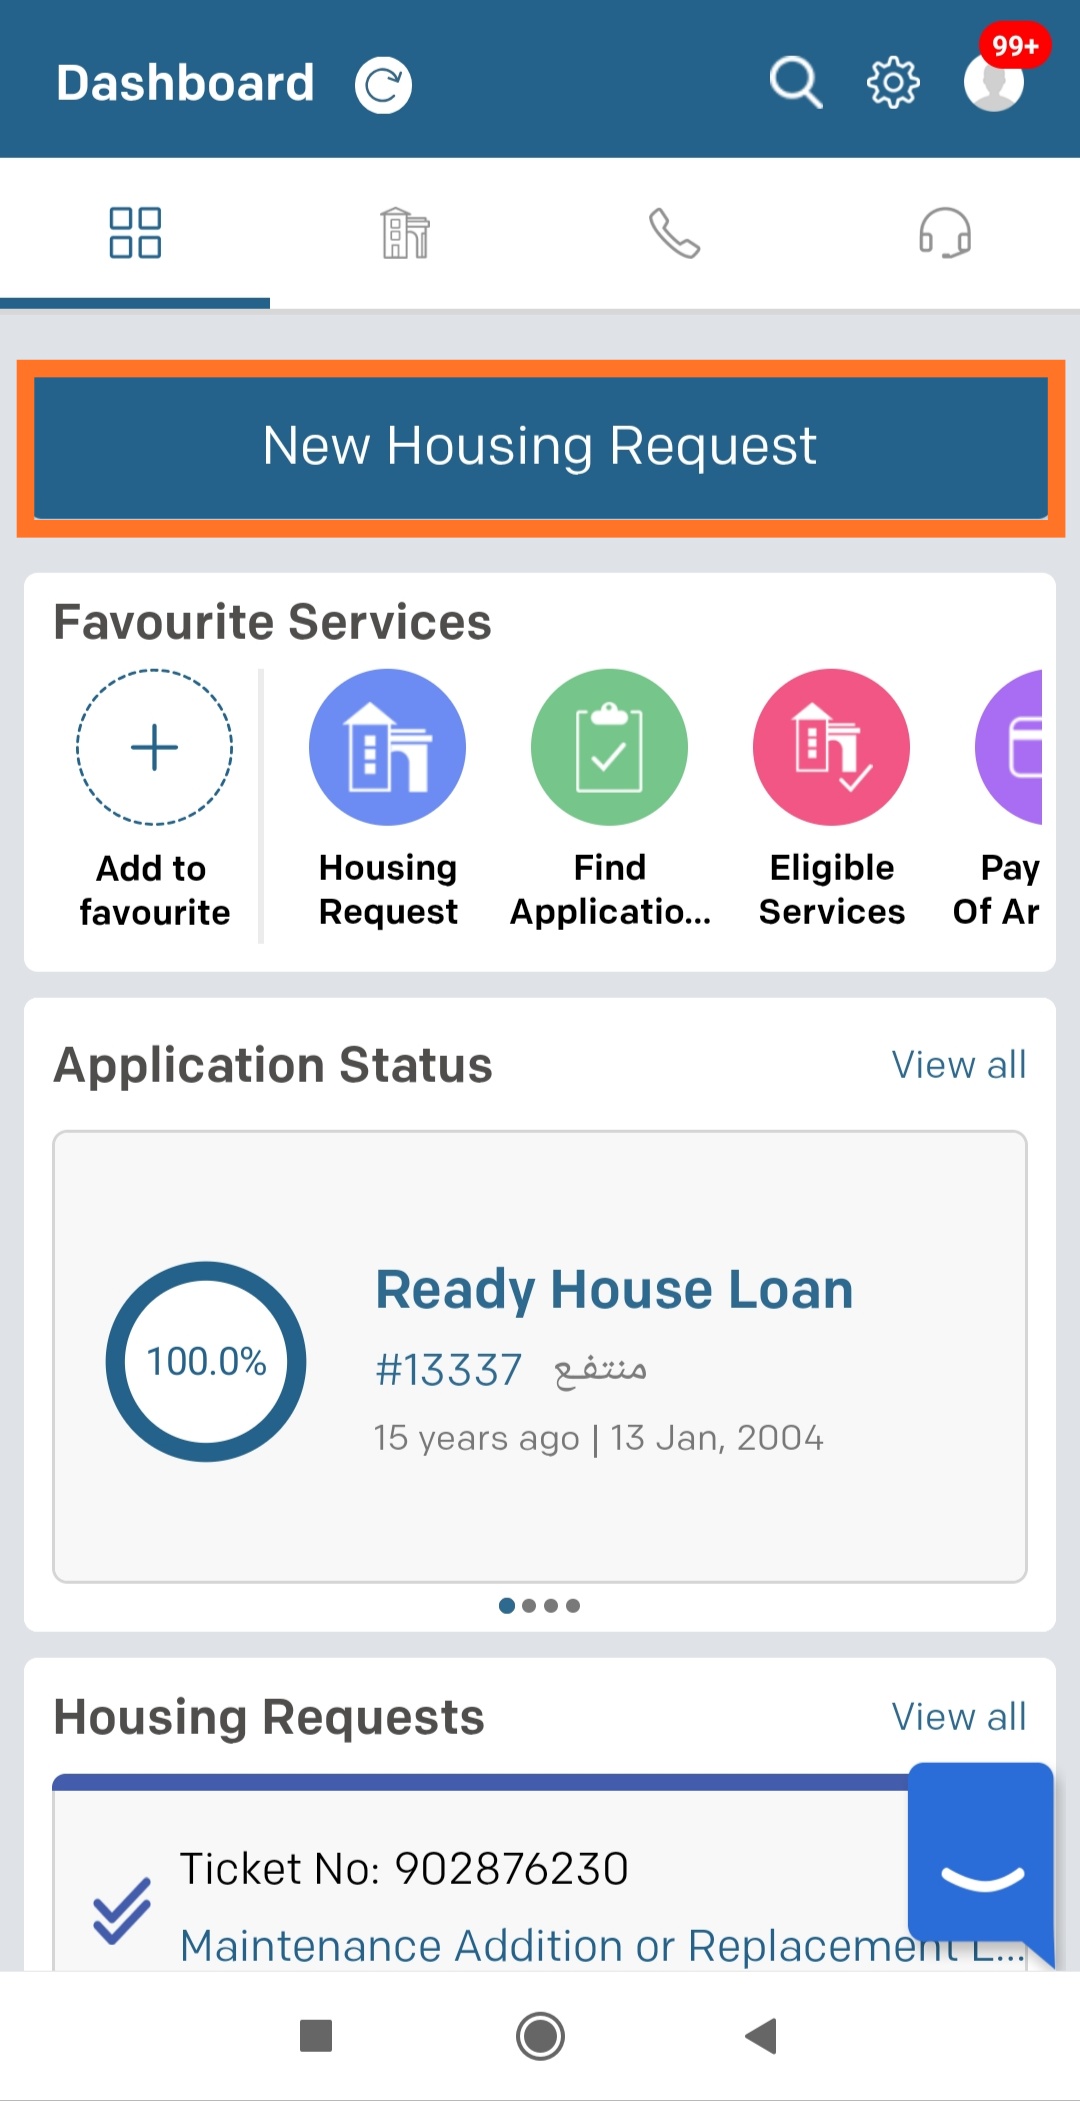 Dashboard
99+
New Housing Request
Favourite Services
Add to favourite
Housing Request
Find Applicatio...
Eligible Services
Pay Of Ar
Application Status
View all
100.0%
Ready House Loan
#13337 منتفع
15 years ago | 13 Jan, 2004
Housing Requests
View all
Ticket No: 902876230
Maintenance Addition or Replacement L...